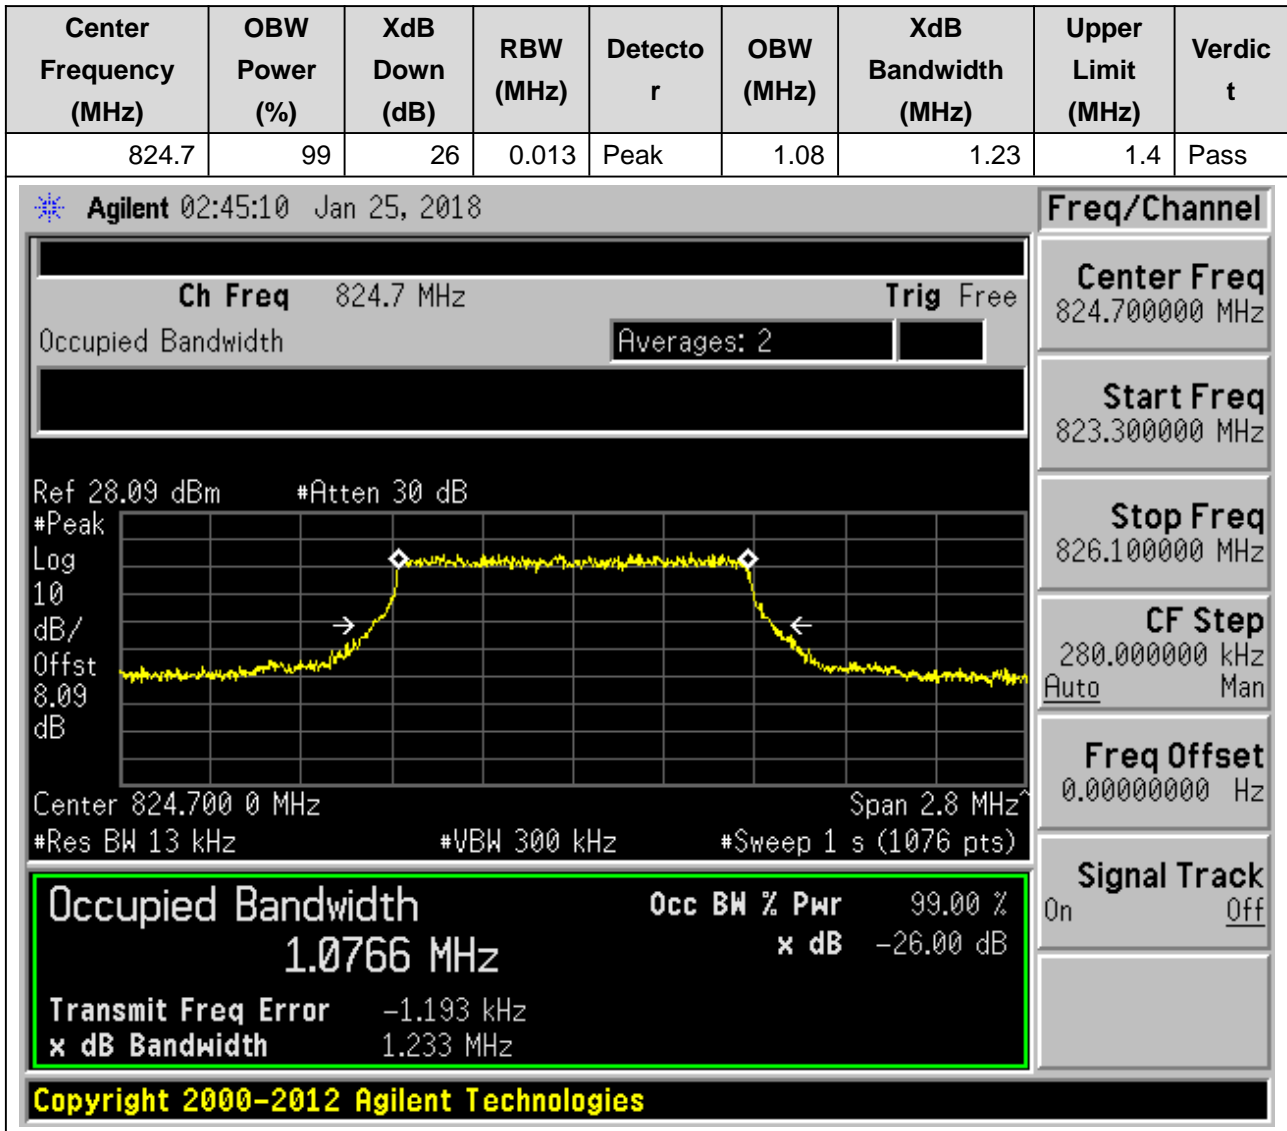 Center Frequency (MHz) OBW Power (%) XdB Down (dB) RBW (MHz) Detecto r OBW (MHz) XdB Bandwidth (MHz) Upper Limit (MHz) Verdic t
824.7 99 26 0.013 Peak 1.08 1.23 1.4 Pass
Agilent 02:45:10 Jan 25, 2018
Freq/Channel
Ch Freq 824.7 MHz Trig Free
Occupied Bandwidth Averages: 2
Center Freq
824.700000 MHz
Start Freq
823.300000 MHz
Stop Freq
826.100000 MHz
CF Step
280.000000 kHz
Auto Man
Freq Offset
0.00000000 Hz
Signal Track
On Off
Ref 28.09 dBm #Atten 30 dB
#Peak
Log
10
dB/
Offst
8.09
dB
Center 824.700 0 MHz Span 2.8 MHz^
#Res BW 13 kHz #VBW 300 kHz #Sweep 1 s (1076 pts)
Occupied Bandwidth Occ BW % Pwr 99.00 %
1.0766 MHz x dB -26.00 dB
Transmit Freq Error -1.193 kHz
x dB Bandwidth 1.233 MHz
Copyright 2000-2012 Agilent Technologies